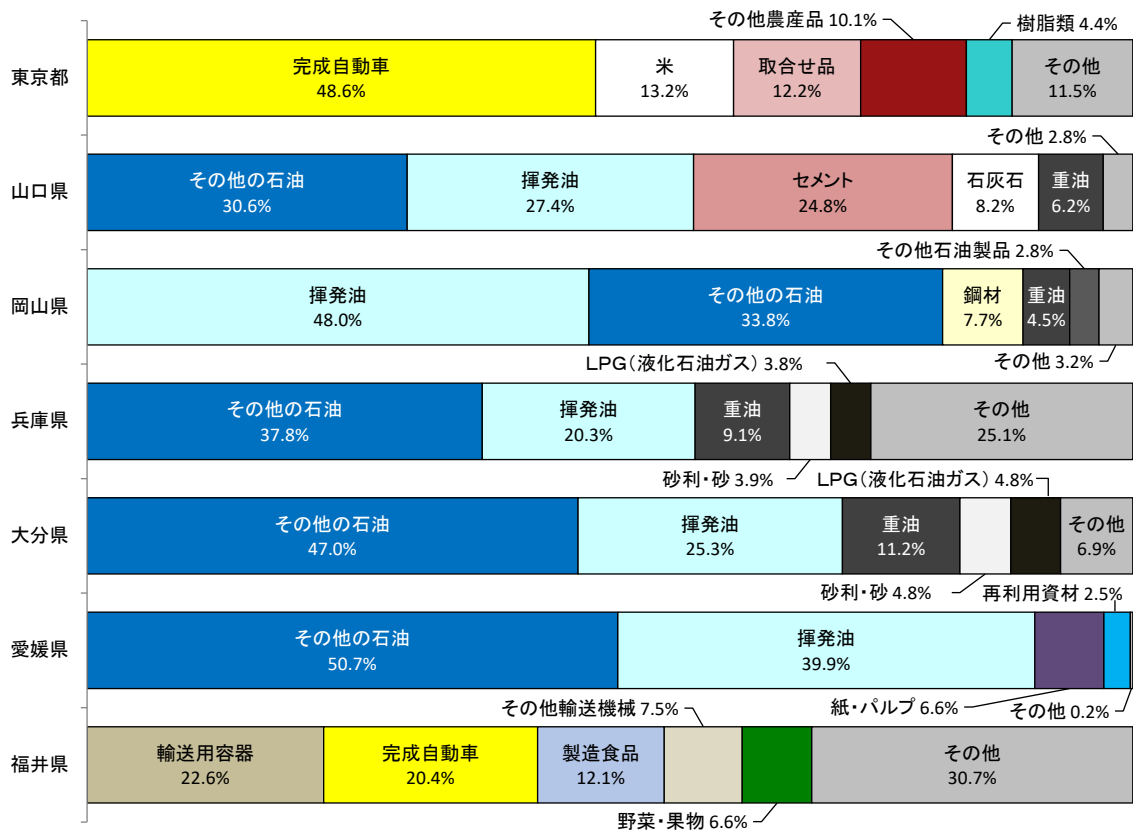 その他農産品 10.1%
樹脂類 4.4%
東京都
完成自動車
48.6%
米
13.2%
取合せ品
12.2%
その他
11.5%
その他 2.8%
山口県
その他の石油
30.6%
揮発油
27.4%
セメント
24.8%
石灰石
8.2%
重油
6.2%
その他石油製品 2.8%
岡山県
揮発油
48.0%
その他の石油
33.8%
鋼材
7.7%
重油
4.5%
その他 3.2%
LPG(液化石油ガス) 3.8%
兵庫県
その他の石油
37.8%
揮発油
20.3%
重油
9.1%
その他
25.1%
砂利・砂 3.9%
LPG(液化石油ガス) 4.8%
大分県
その他の石油
47.0%
揮発油
25.3%
重油
11.2%
その他
6.9%
砂利・砂 4.8%
再利用資材 2.5%
愛媛県
その他の石油
50.7%
揮発油
39.9%
紙・パルプ 6.6%
その他 0.2%
その他輸送機械 7.5%
福井県
輸送用容器
22.6%
完成自動車
20.4%
製造食品
12.1%
その他
30.7%
野菜・果物 6.6%